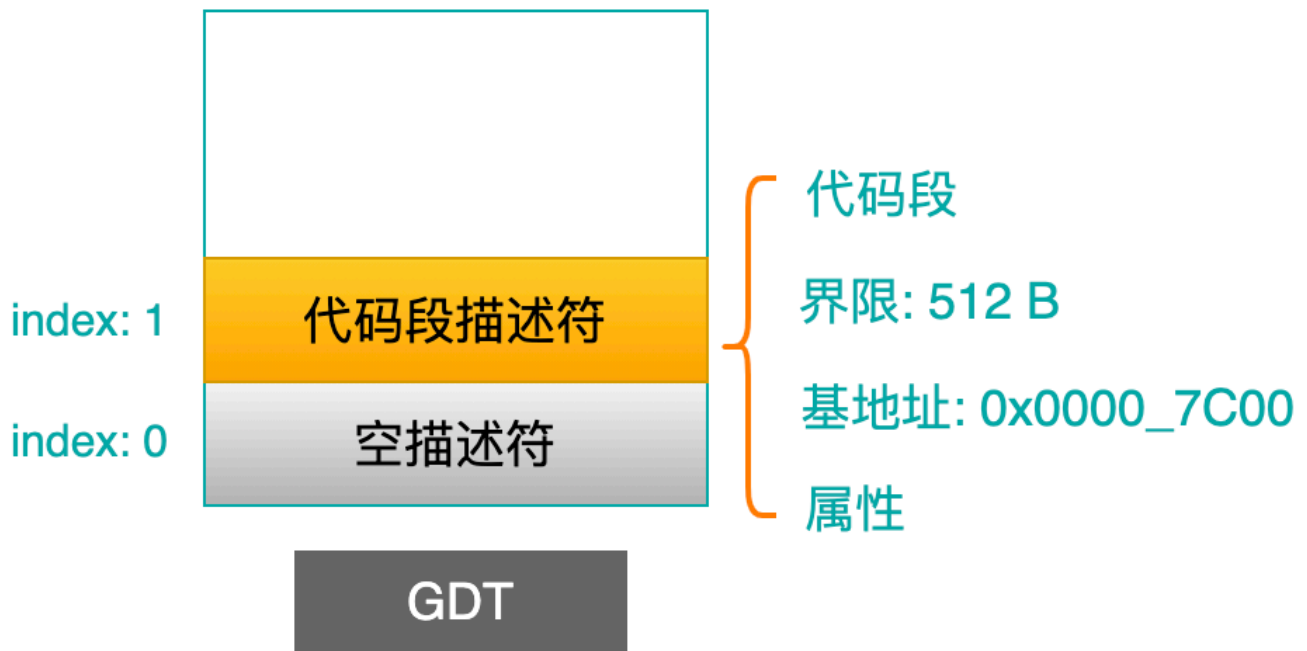 代码段
界限: 512 B
index: 1
代码段描述符
基地址: 0x0000_7C00
index: 0
空描述符
属性
GDT